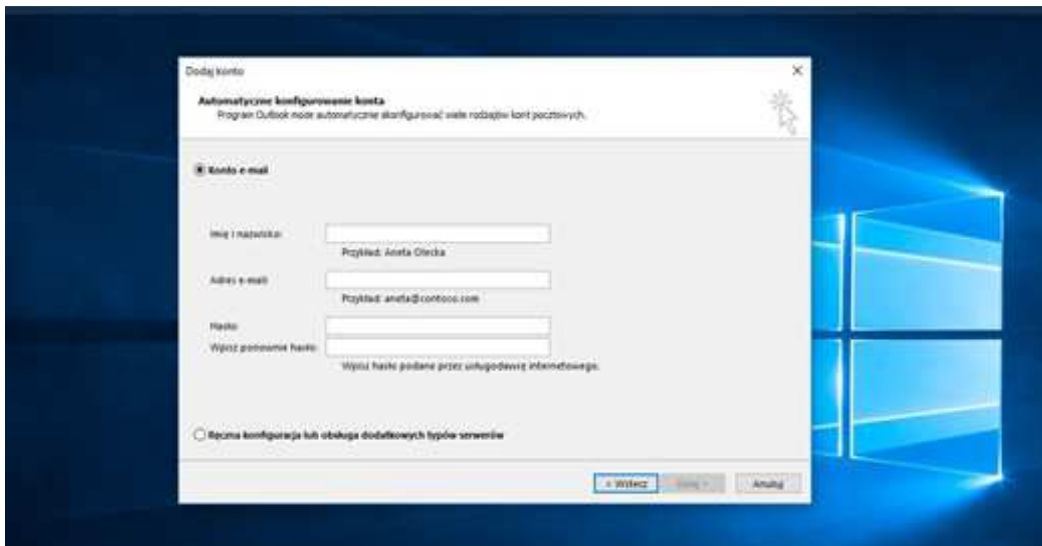 Dodaj konto
Automatyczne konfigurowanie konta
Program Outlook może automatycznie skonfigurować wiele rodzajów kont pocztowych.
Konto e-mail
Imię i nazwisko:
Przykład: Aneta Olecka
Adres e-mail:
Przykład: aneta@contoso.com
Hasło:
Wpisz ponownie hasło:
Wpisz hasło podane przez usługodawcę internetowego.
Ręczna konfiguracja lub obsługa dodatkowych typów serwerów
< Wstecz
Dalej >
Anuluj